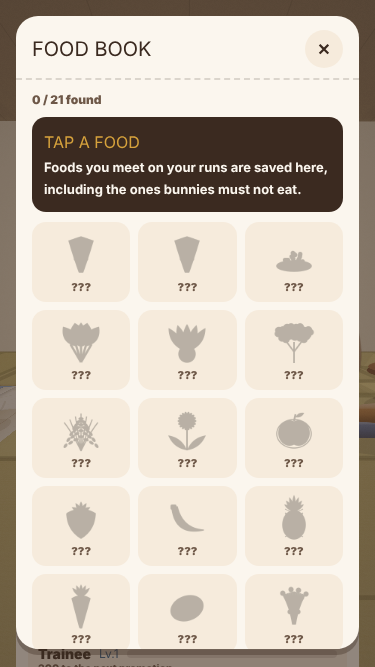 FOOD BOOK
×
0 / 21 found
TAP A FOOD
Foods you meet on your runs are saved here,
including the ones bunnies must not eat.
??? ??? ???
??? ??? ???
??? ??? ???
??? ??? ???
??? ??? ???
Trainee Lv.1